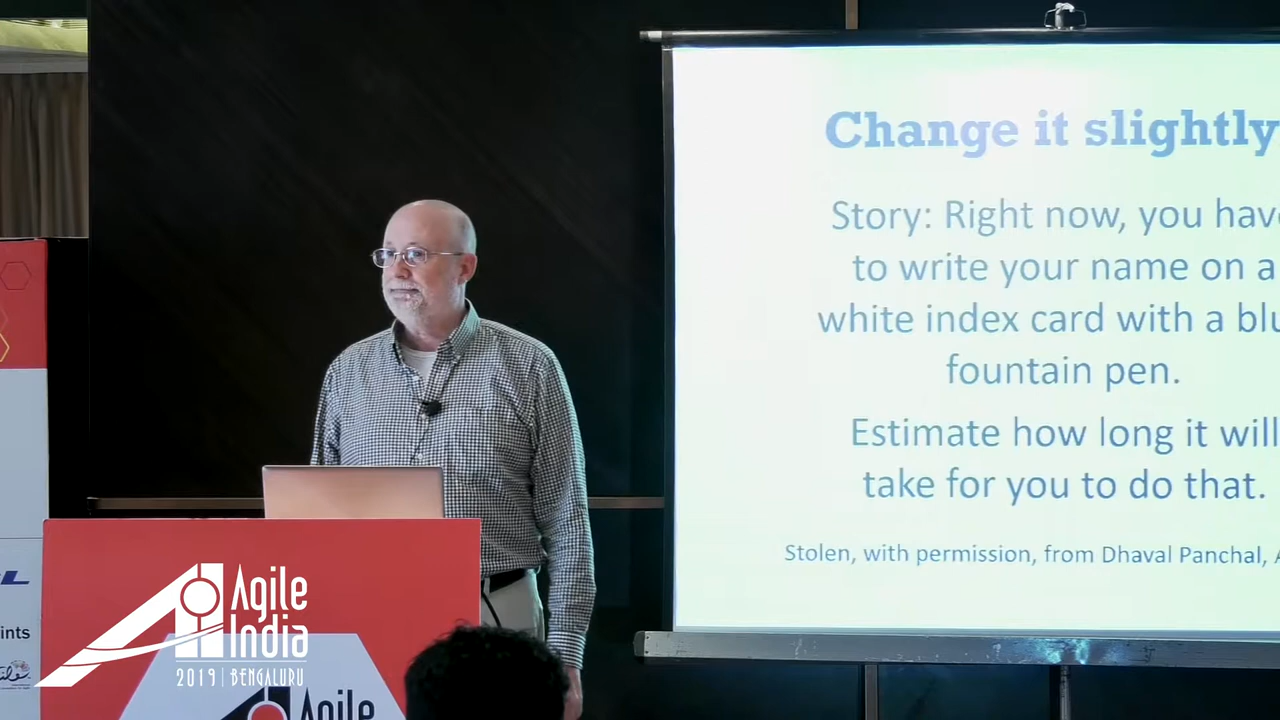 Change it slightly
Story: Right now, you have
to write your name on a
white index card with a blu
fountain pen.
Estimate how long it will
take for you to do that.
Stolen, with permission, from Dhaval Panchal, A
Agile
India
2019 | BENGALURU
Agile
L
ints